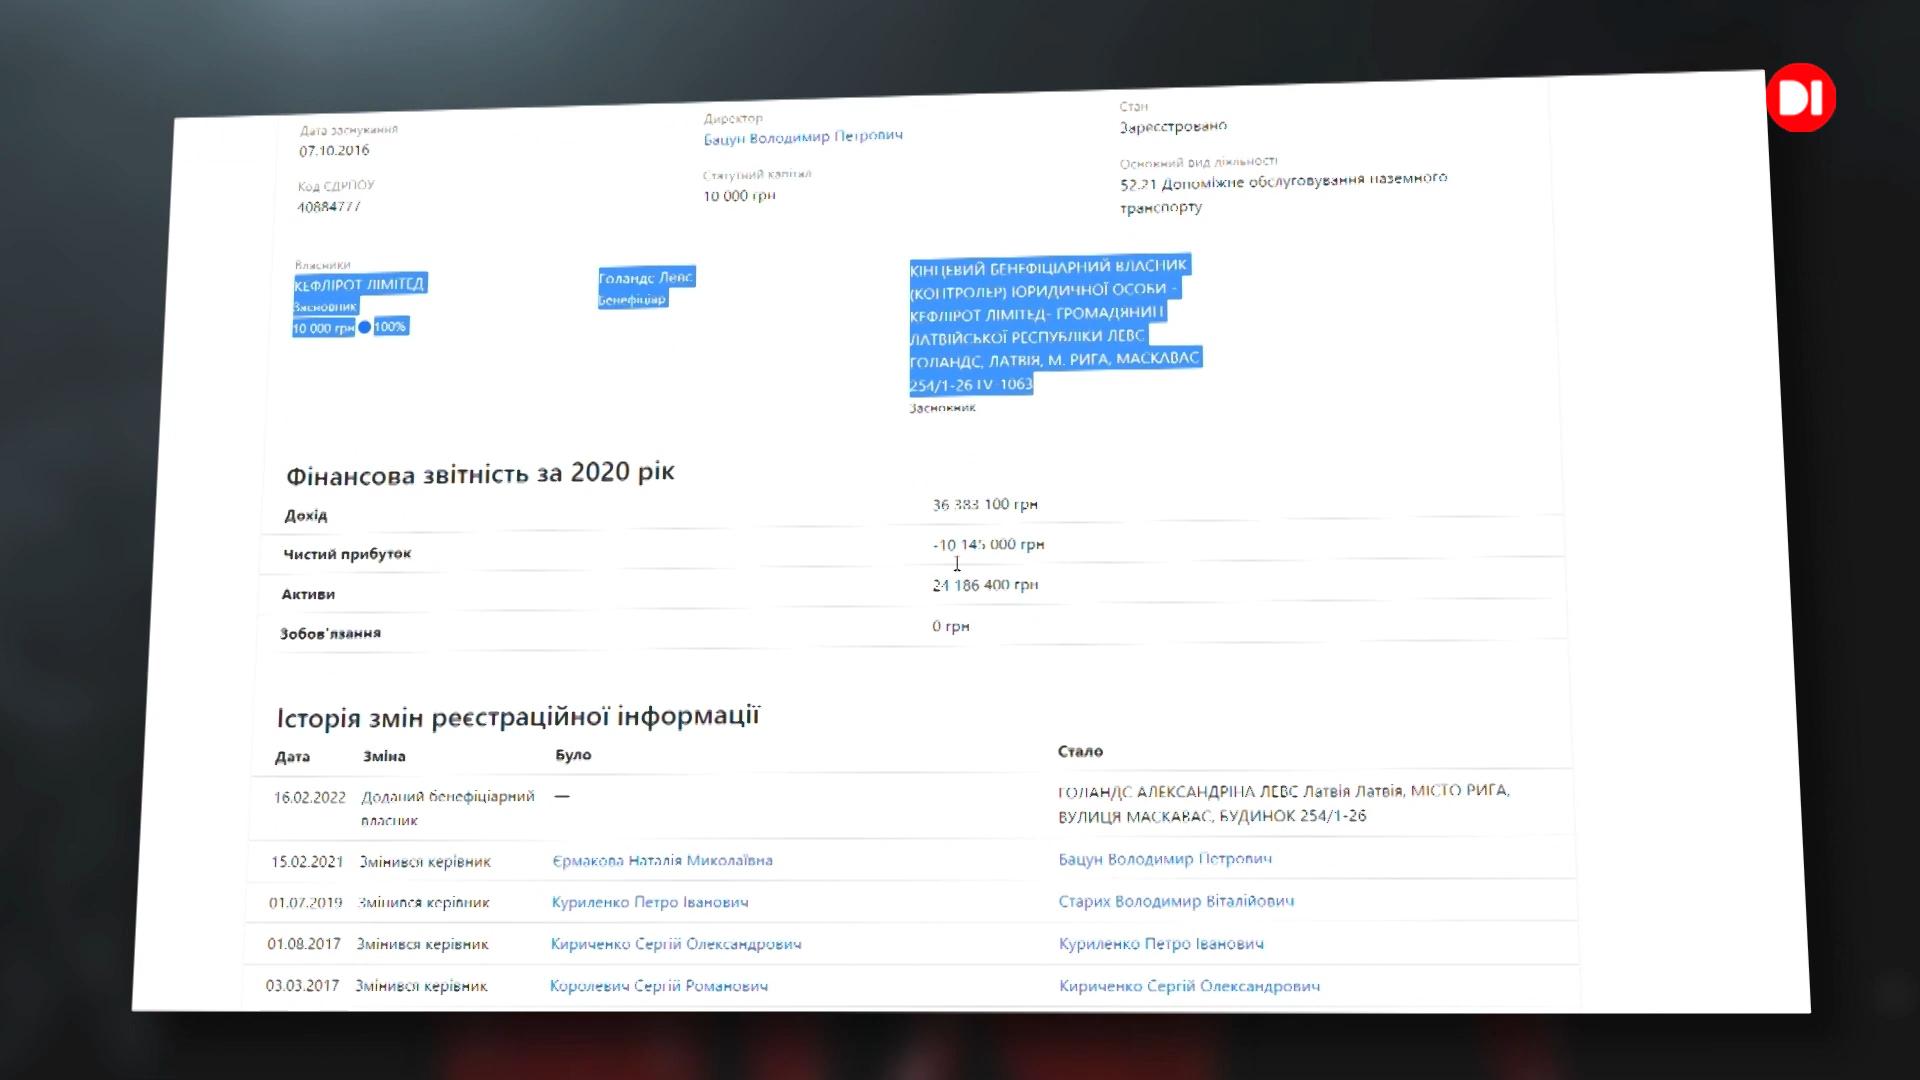 DI
Дата заснування
07.10.2016
Директор
Бацун Володимир Петрович
Стан
Зареєстровано
Код ЄДРПОУ
40884777
Статутний капітал
10 000 грн
Основний вид діяльності
52.21 Допоміжне обслуговування наземного
транспорту
Власники
КЕФЛІРОТ ЛІМІТЕД
Засновник
10 000 грн 100%
Голандс Левс
Бенефіціар
КІНЦЕВИЙ БЕНЕФІЦІАРНИЙ ВЛАСНИК
(КОНТРОЛЕР) ЮРИДИЧНОЇ ОСОБИ -
КЕФЛІРОТ ЛІМІТЕД- ГРОМАДЯНИН
ЛАТВІЙСЬКОЇ РЕСПУБЛІКИ ЛЕВС
ГОЛАНДС, ЛАТВІЯ, М. РИГА, МАСКАВАС
254/1-26 LV-1063
Засновник
Фінансова звітність за 2020 рік
Дохід 36 383 100 грн
Чистий прибуток -10 145 000 грн
Активи 24 186 400 грн
Зобов'язання 0 грн
Історія змін реєстраційної інформації
Дата Зміна Було Стало
16.02.2022 Доданий бенефіціарний — ГОЛАНДС АЛЕКСАНДРІНА ЛЕВС Латвія Латвія, МІСТО РИГА,
власник ВУЛИЦЯ МАСКАВАС, БУДИНОК 254/1-26
15.02.2021 Змінився керівник Єрмакова Наталія Миколаївна Бацун Володимир Петрович
01.07.2019 Змінився керівник Куриленко Петро Іванович Старих Володимир Віталійович
01.08.2017 Змінився керівник Кириченко Сергій Олександрович Куриленко Петро Іванович
03.03.2017 Змінився керівник Королевич Сергій Романович Кириченко Сергій Олександрович